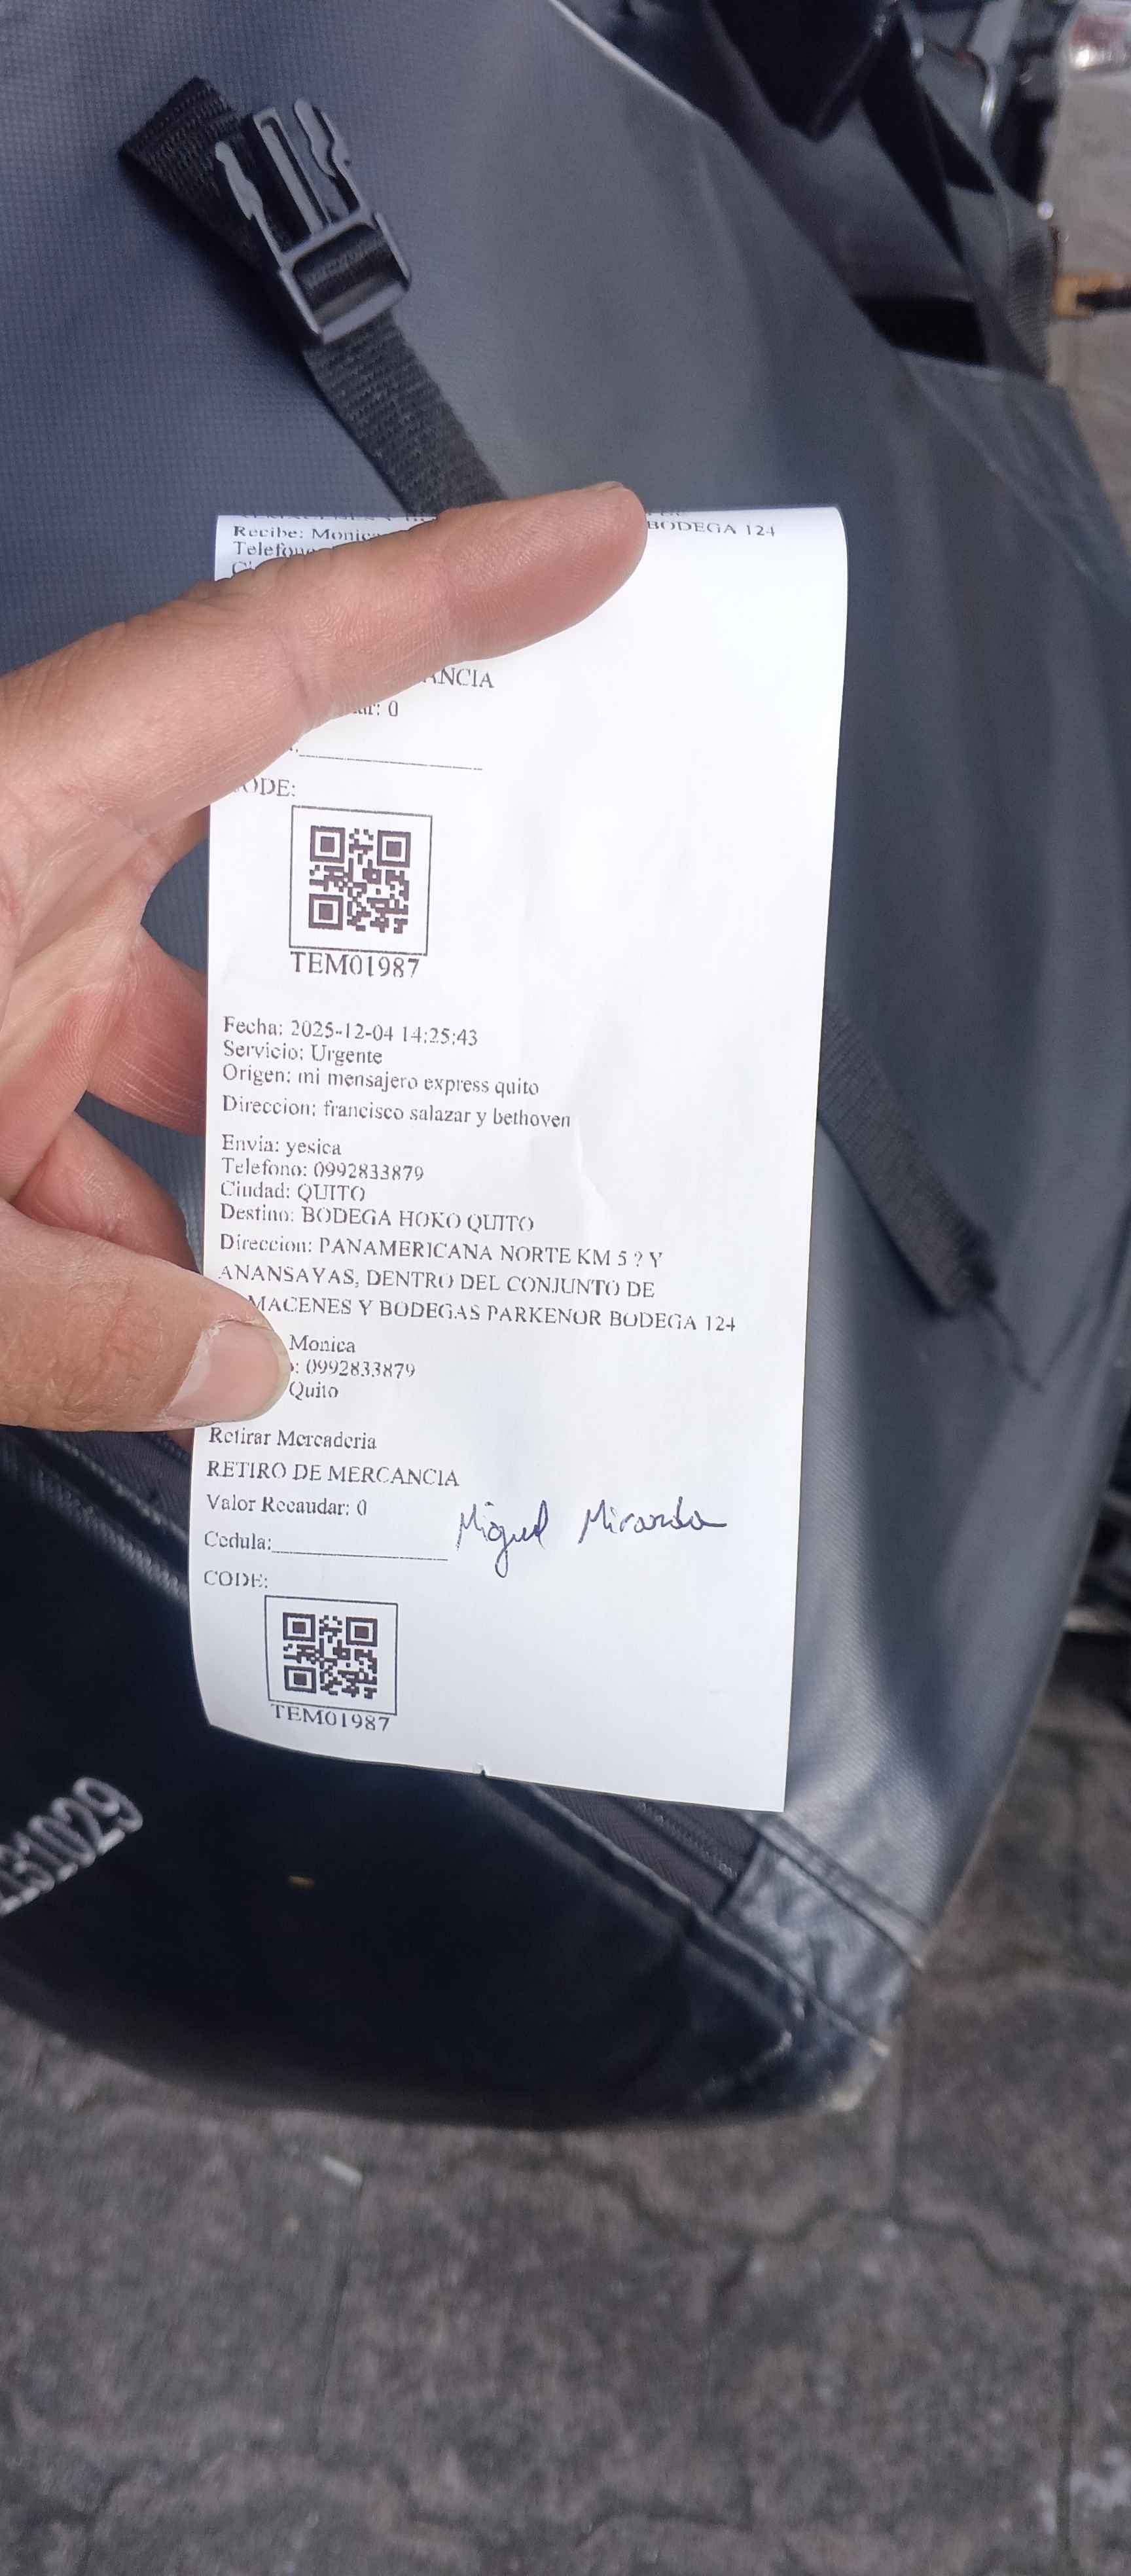 Recibe: Monica
BODEGA 124
Telefono
ANCIA
ar: 0
ODE:
TEM01987
Fecha: 2025-12-04 14:25:43
Servicio: Urgente
Origen: mi mensajero express quito
Direccion: francisco salazar y bethoven
Envia: yesica
Telefono: 0992833879
Ciudad: QUITO
Destino: BODEGA HOKO QUITO
Direccion: PANAMERICANA NORTE KM 5 ? Y
ANANSAYAS, DENTRO DEL CONJUNTO DE
MACENES Y BODEGAS PARKENOR BODEGA 124
Monica
: 0992833879
Quito
Retirar Mercaderia
RETIRO DE MERCANCIA
Valor Recaudar: 0
Miguel Miranda
Cedula:
CODE:
TEM01987